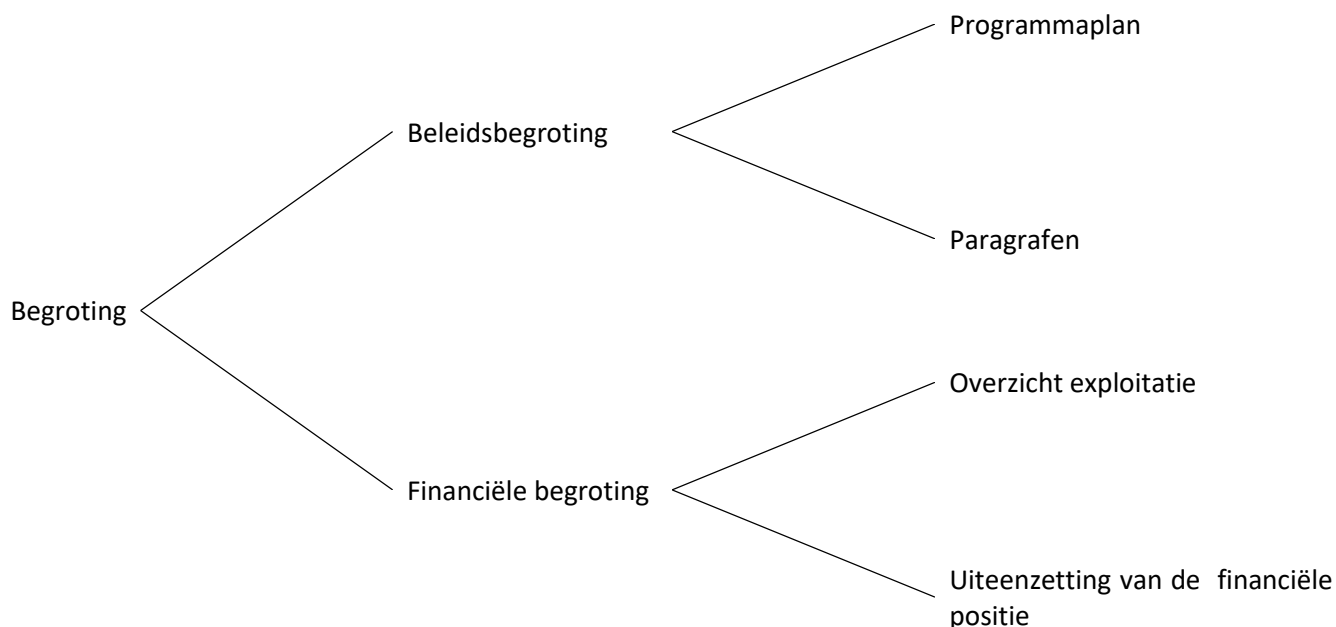 Programmaplan
Beleidsbegroting
Paragrafen
Begroting
Overzicht exploitatie
Financiële begroting
Uiteenzetting van de financiële
positie